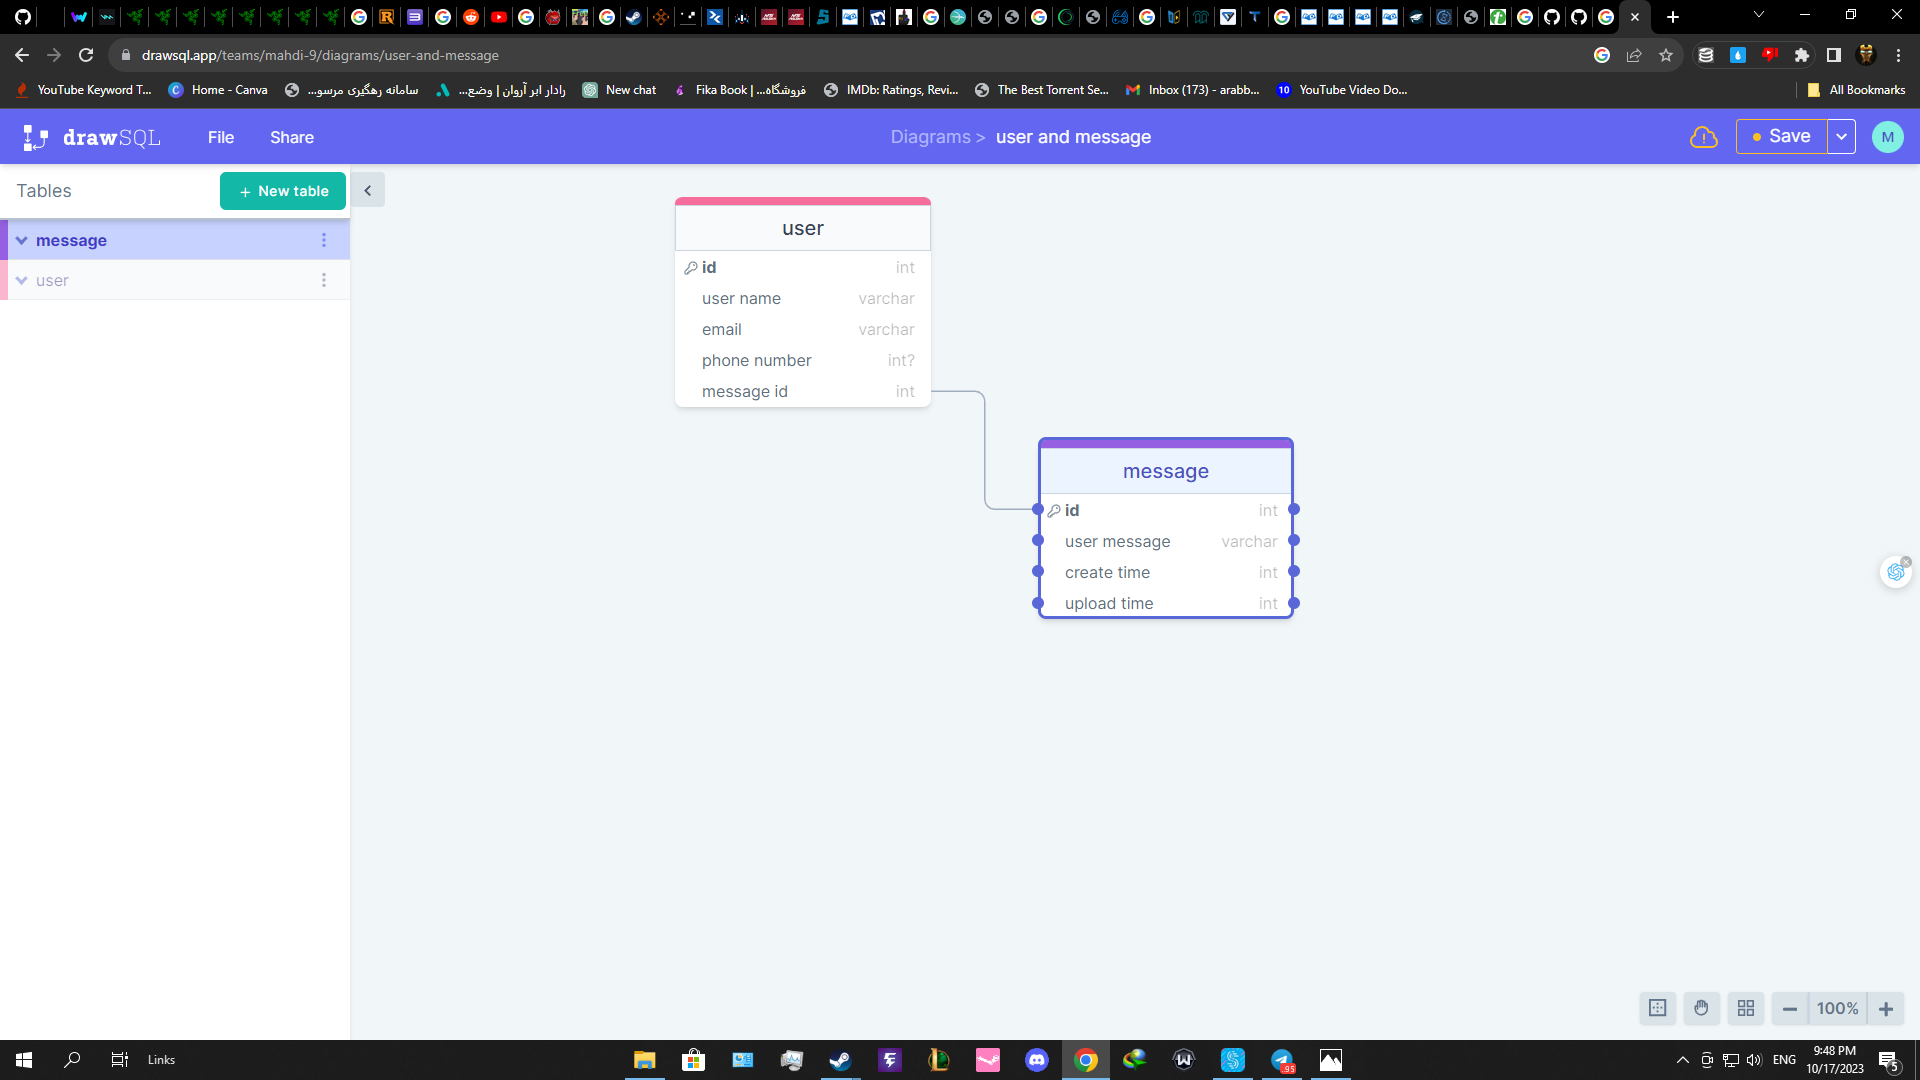 drawsql.app/teams/mahdi-9/diagrams/user-and-message
YouTube Keyword T...
Home - Canva
سامانه رهگیری مرسو...
رادار ابر آروان | وضع...
New chat
Fika Book | فروشگاه...
IMDb: Ratings, Revi...
The Best Torrent Se...
Inbox (173) - arabb...
10 YouTube Video Do...
All Bookmarks
drawSQL
File
Share
Diagrams > user and message
Save
M
Tables
+ New table
message
user
user
id int
user name varchar
email varchar
phone number int?
message id int
message
id int
user message varchar
create time int
upload time int
100%
Links
95
ENG
9:48 PM
10/17/2023
5